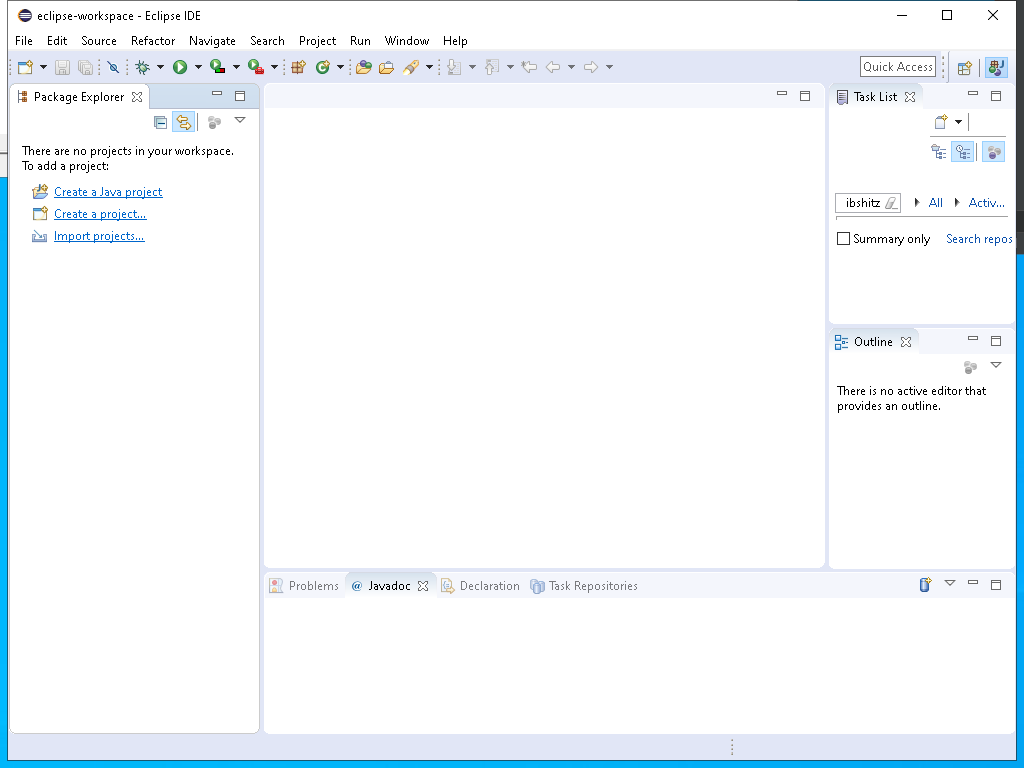 eclipse-workspace - Eclipse IDE
File Edit Source Refactor Navigate Search Project Run Window Help
Quick Access
Package Explorer
There are no projects in your workspace.
To add a project:
Create a Java project
Create a project...
Import projects...
Task List
ibshitz All Activ...
Summary only Search repos
Outline
There is no active editor that
provides an outline.
Problems @ Javadoc Declaration Task Repositories